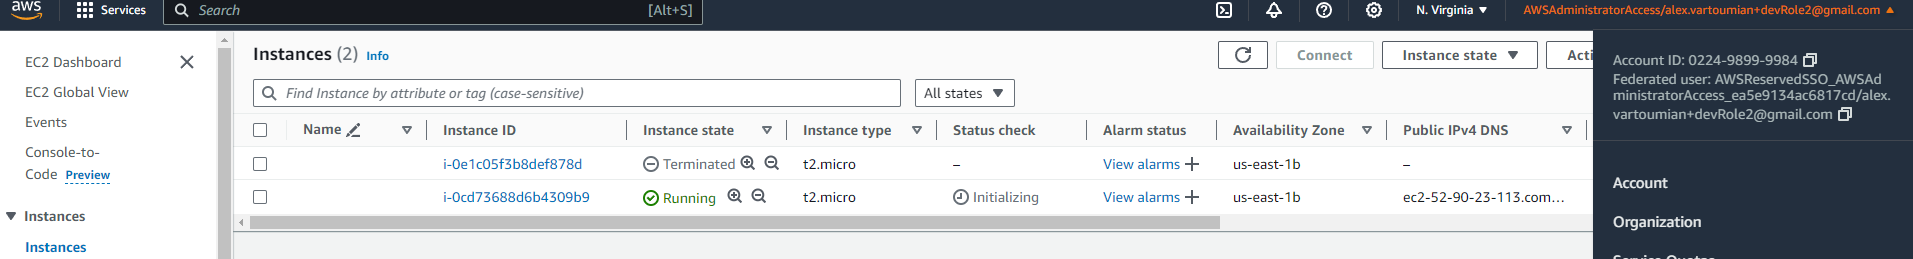 aws
Services
Search
[Alt+S]
N. Virginia
AWSAdministratorAccess/alex.vartoumian+devRole2@gmail.com
EC2 Dashboard
EC2 Global View
Events
Console-to-
Code Preview
Instances
Instances
Instances (2) Info
Connect
Instance state
Acti
Find Instance by attribute or tag (case-sensitive)
All states
Name Instance ID Instance state Instance type Status check Alarm status Availability Zone Public IPv4 DNS
i-0e1c05f3b8def878d Terminated t2.micro – View alarms + us-east-1b –
i-0cd73688d6b4309b9 Running t2.micro Initializing View alarms + us-east-1b ec2-52-90-23-113.com...
Account ID: 0224-9899-9984
Federated user: AWSReservedSSO_AWSAd
ministratorAccess_ea5e9134ac6817cd/alex.
vartoumian+devRole2@gmail.com
Account
Organization
Service Quotas